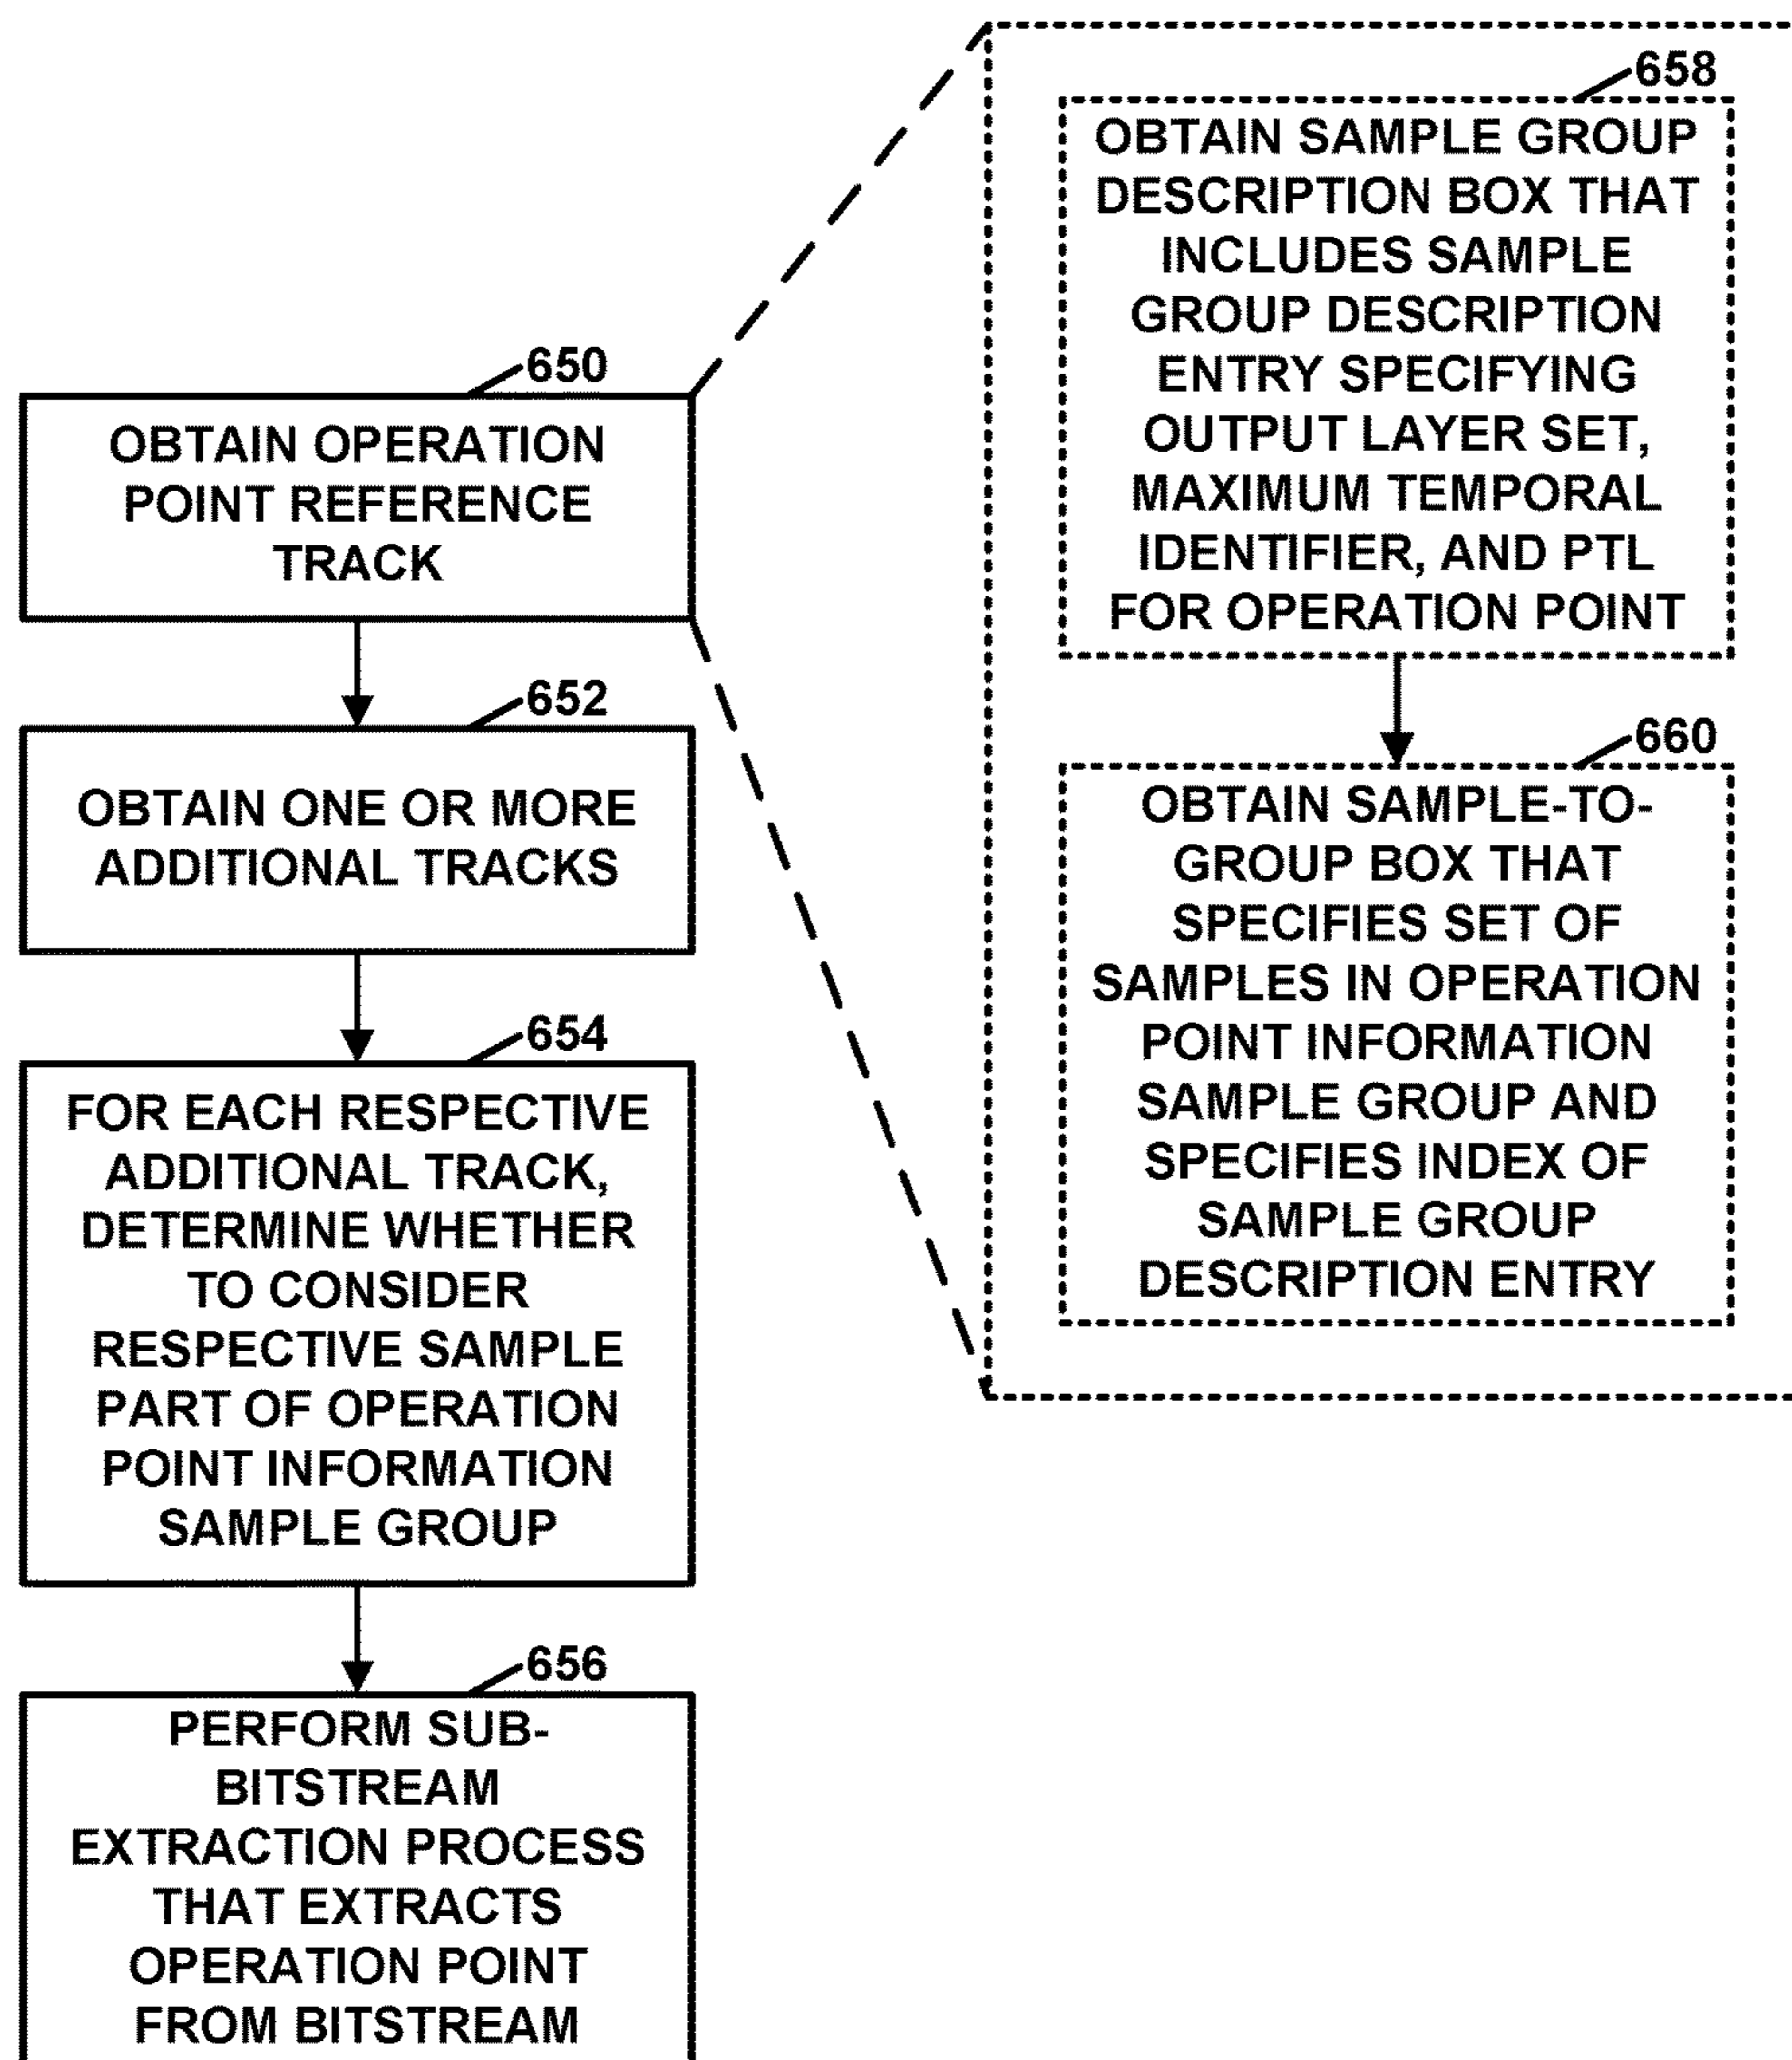 650
OBTAIN OPERATION
POINT REFERENCE
TRACK
652
OBTAIN ONE OR MORE
ADDITIONAL TRACKS
654
FOR EACH RESPECTIVE
ADDITIONAL TRACK,
DETERMINE WHETHER
TO CONSIDER
RESPECTIVE SAMPLE
PART OF OPERATION
POINT INFORMATION
SAMPLE GROUP
656
PERFORM SUB-
BITSTREAM
EXTRACTION PROCESS
THAT EXTRACTS
OPERATION POINT
FROM BITSTREAM
658
OBTAIN SAMPLE GROUP
DESCRIPTION BOX THAT
INCLUDES SAMPLE
GROUP DESCRIPTION
ENTRY SPECIFYING
OUTPUT LAYER SET,
MAXIMUM TEMPORAL
IDENTIFIER, AND PTL
FOR OPERATION POINT
660
OBTAIN SAMPLE-TO-
GROUP BOX THAT
SPECIFIES SET OF
SAMPLES IN OPERATION
POINT INFORMATION
SAMPLE GROUP AND
SPECIFIES INDEX OF
SAMPLE GROUP
DESCRIPTION ENTRY